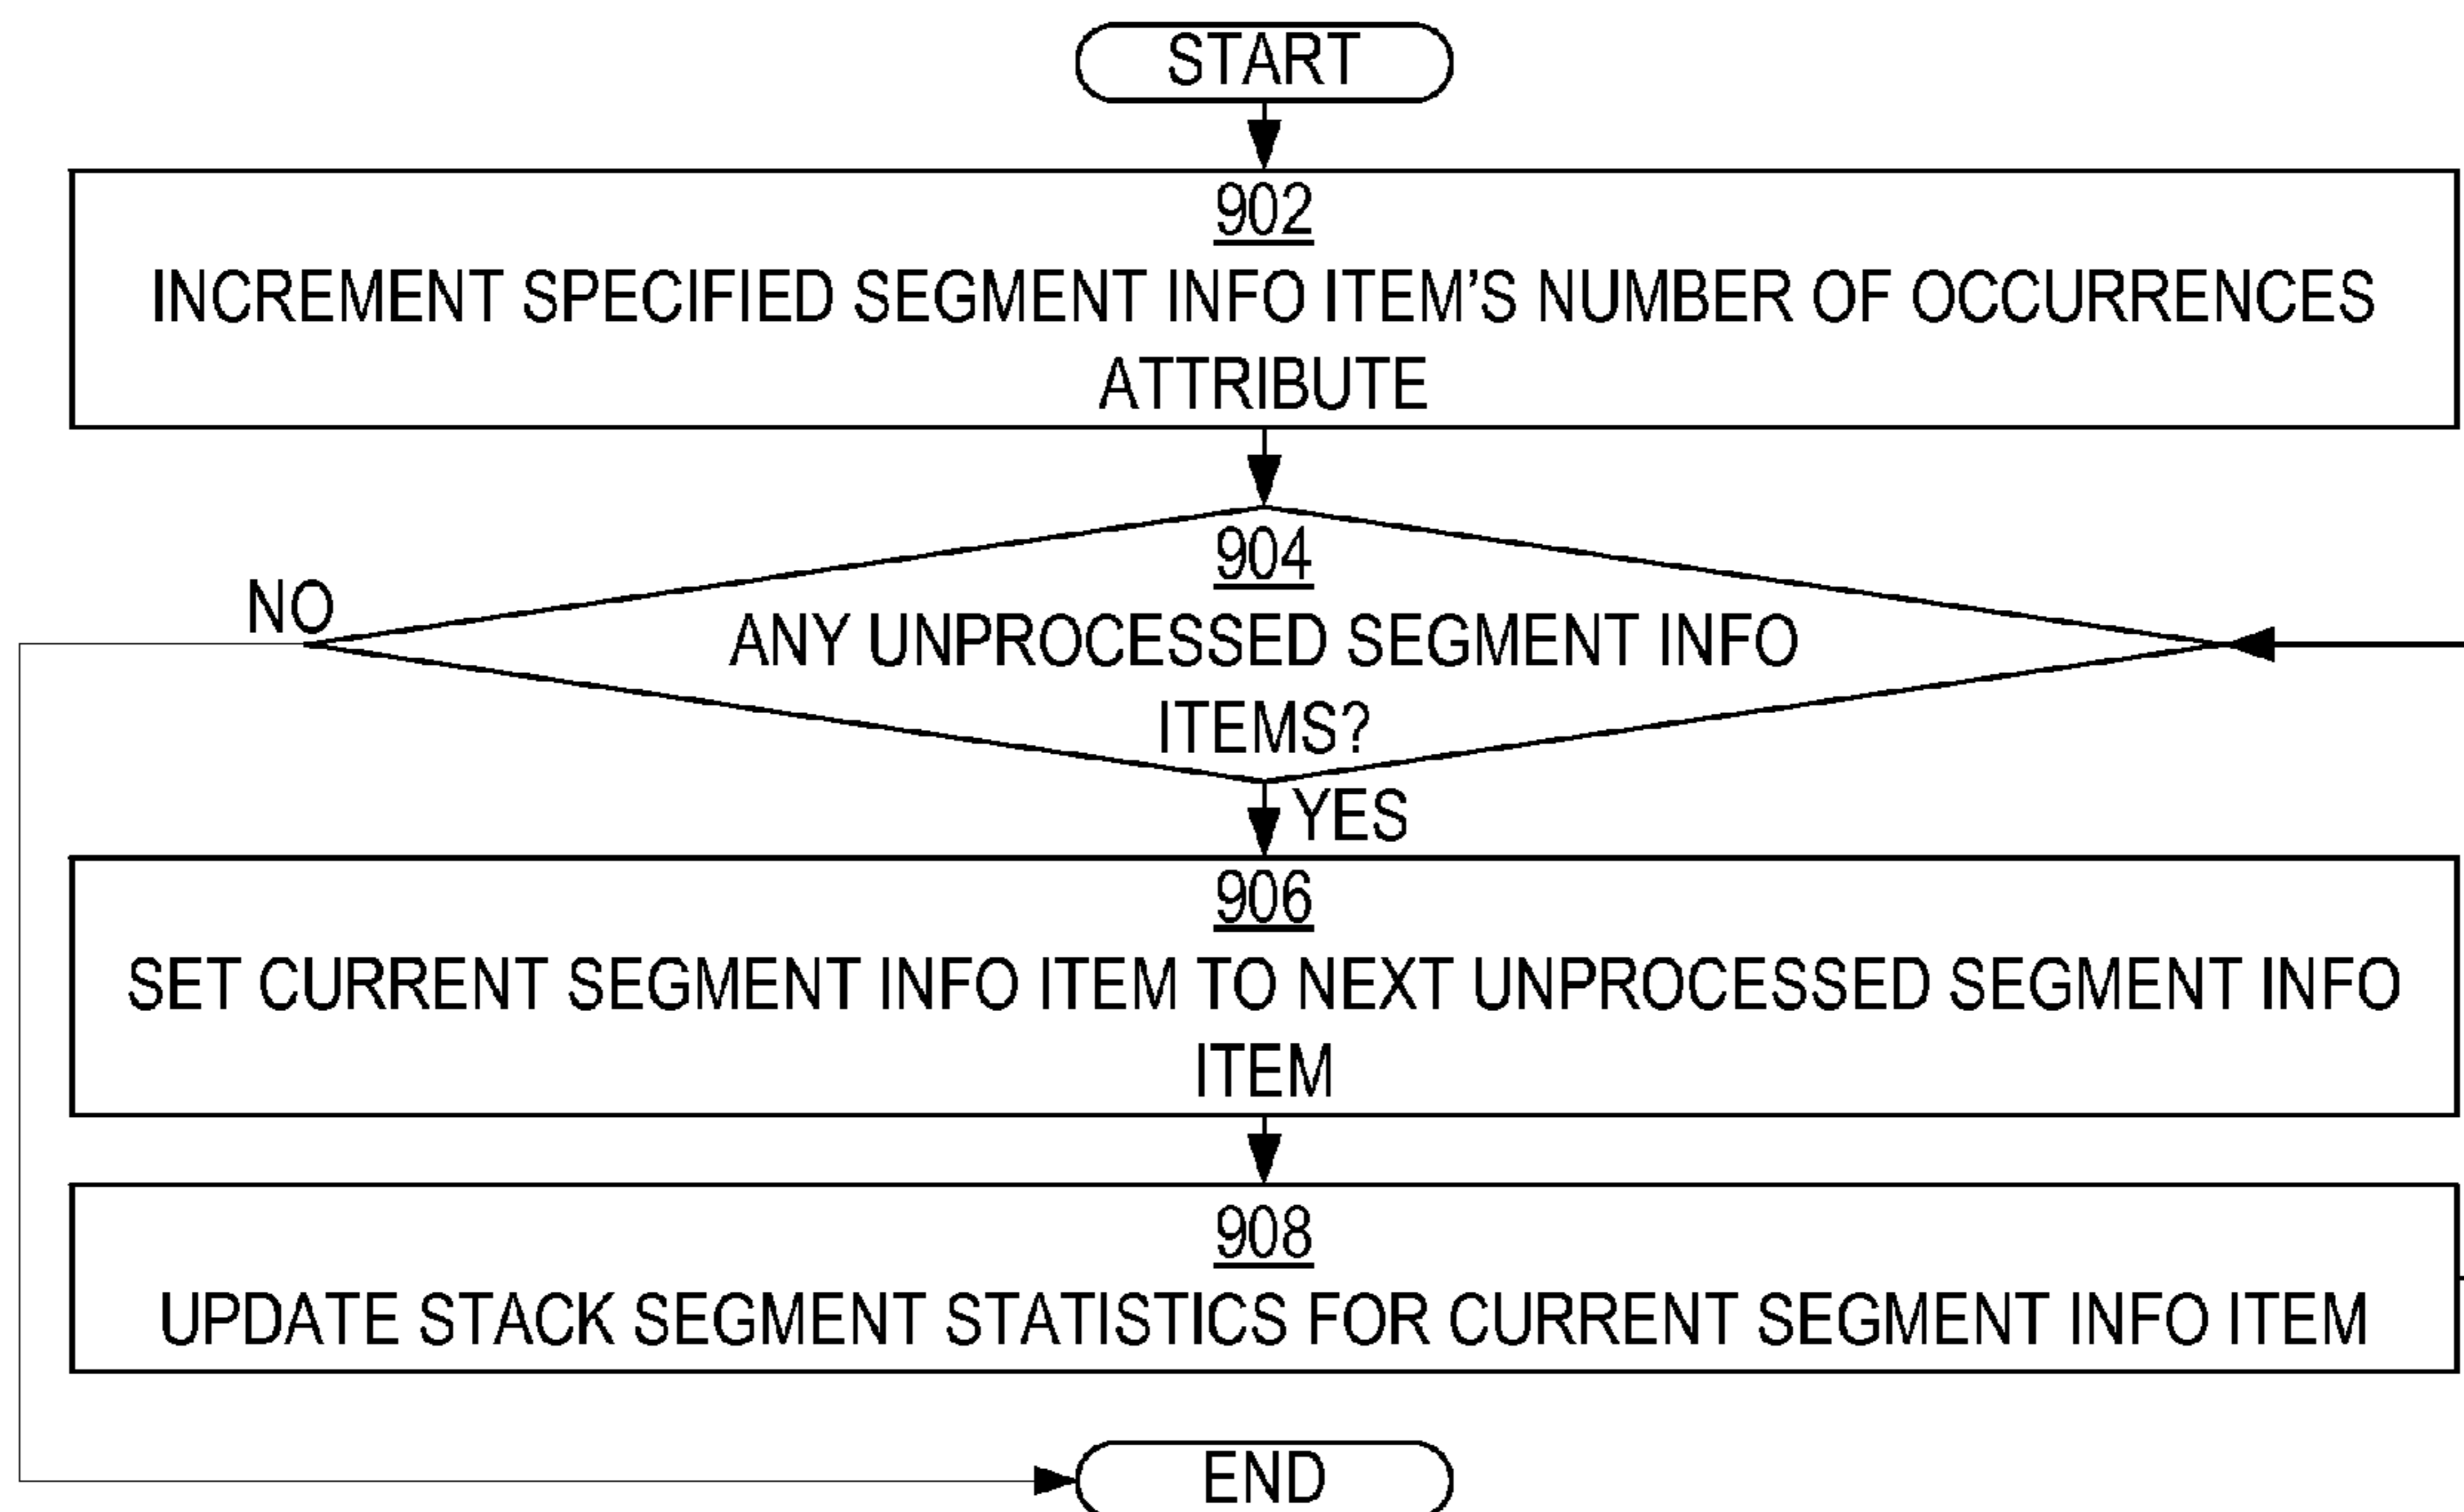 START
902
INCREMENT SPECIFIED SEGMENT INFO ITEM'S NUMBER OF OCCURRENCES
ATTRIBUTE
904
ANY UNPROCESSED SEGMENT INFO
ITEMS?
NO
YES
906
SET CURRENT SEGMENT INFO ITEM TO NEXT UNPROCESSED SEGMENT INFO
ITEM
908
UPDATE STACK SEGMENT STATISTICS FOR CURRENT SEGMENT INFO ITEM
END